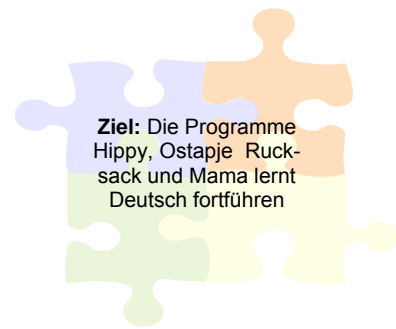 Ziel: Die Programme
Hippy, Ostapje  Ruck-
sack und Mama lernt
Deutsch fortführen